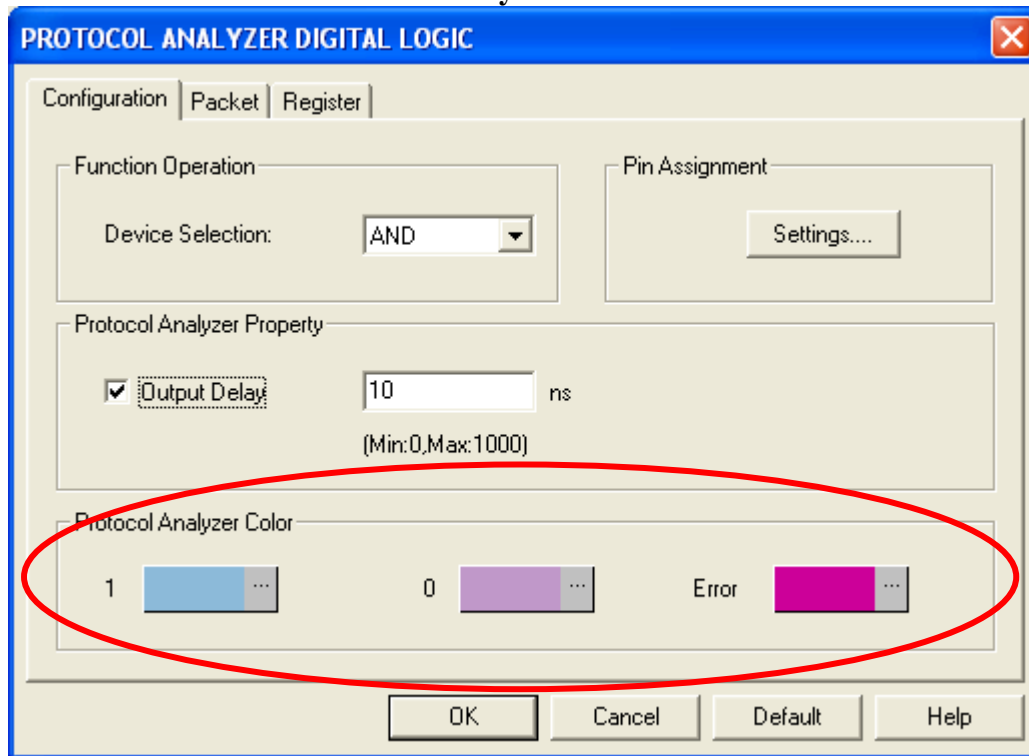 PROTOCOL ANALYZER DIGITAL LOGIC
Configuration Packet Register
Function Operation
Device Selection: AND
Pin Assignment
Settings....
Protocol Analyzer Property
Output Delay 10 ns
(Min:0,Max:1000)
Protocol Analyzer Color
1 ... 0 ... Error ...
OK Cancel Default Help